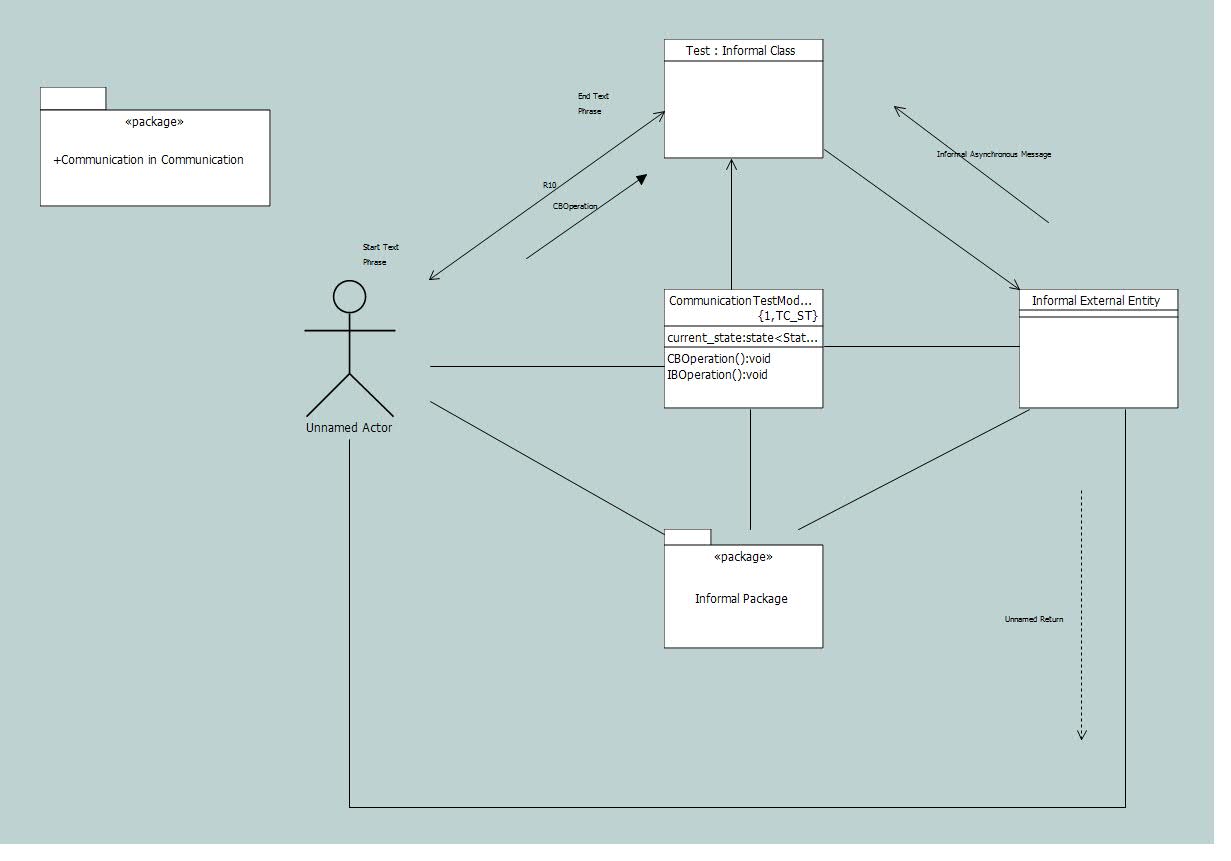 Test : Informal Class
End Text
Phrase
«package»
+Communication in Communication
Informal Asynchronous Message
R10
CBOperation
Start Text
Phrase
CommunicationTestMod...
{1,TC_ST}
current_state:state<Stat...
CBOperation():void
IBOperation():void
Informal External Entity
Unnamed Actor
«package»
Informal Package
Unnamed Return